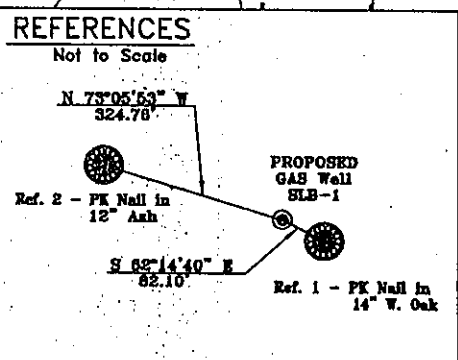 REFERENCES
Not to Scale
N 73°05'53" W
324.76'
PROPOSED
GAS Well
SLB-1
Ref. 2 - PK Nail in
12" Ash
S 62°14'40" E
82.10'
Ref. 1 - PK Nail in
14" W. Oak